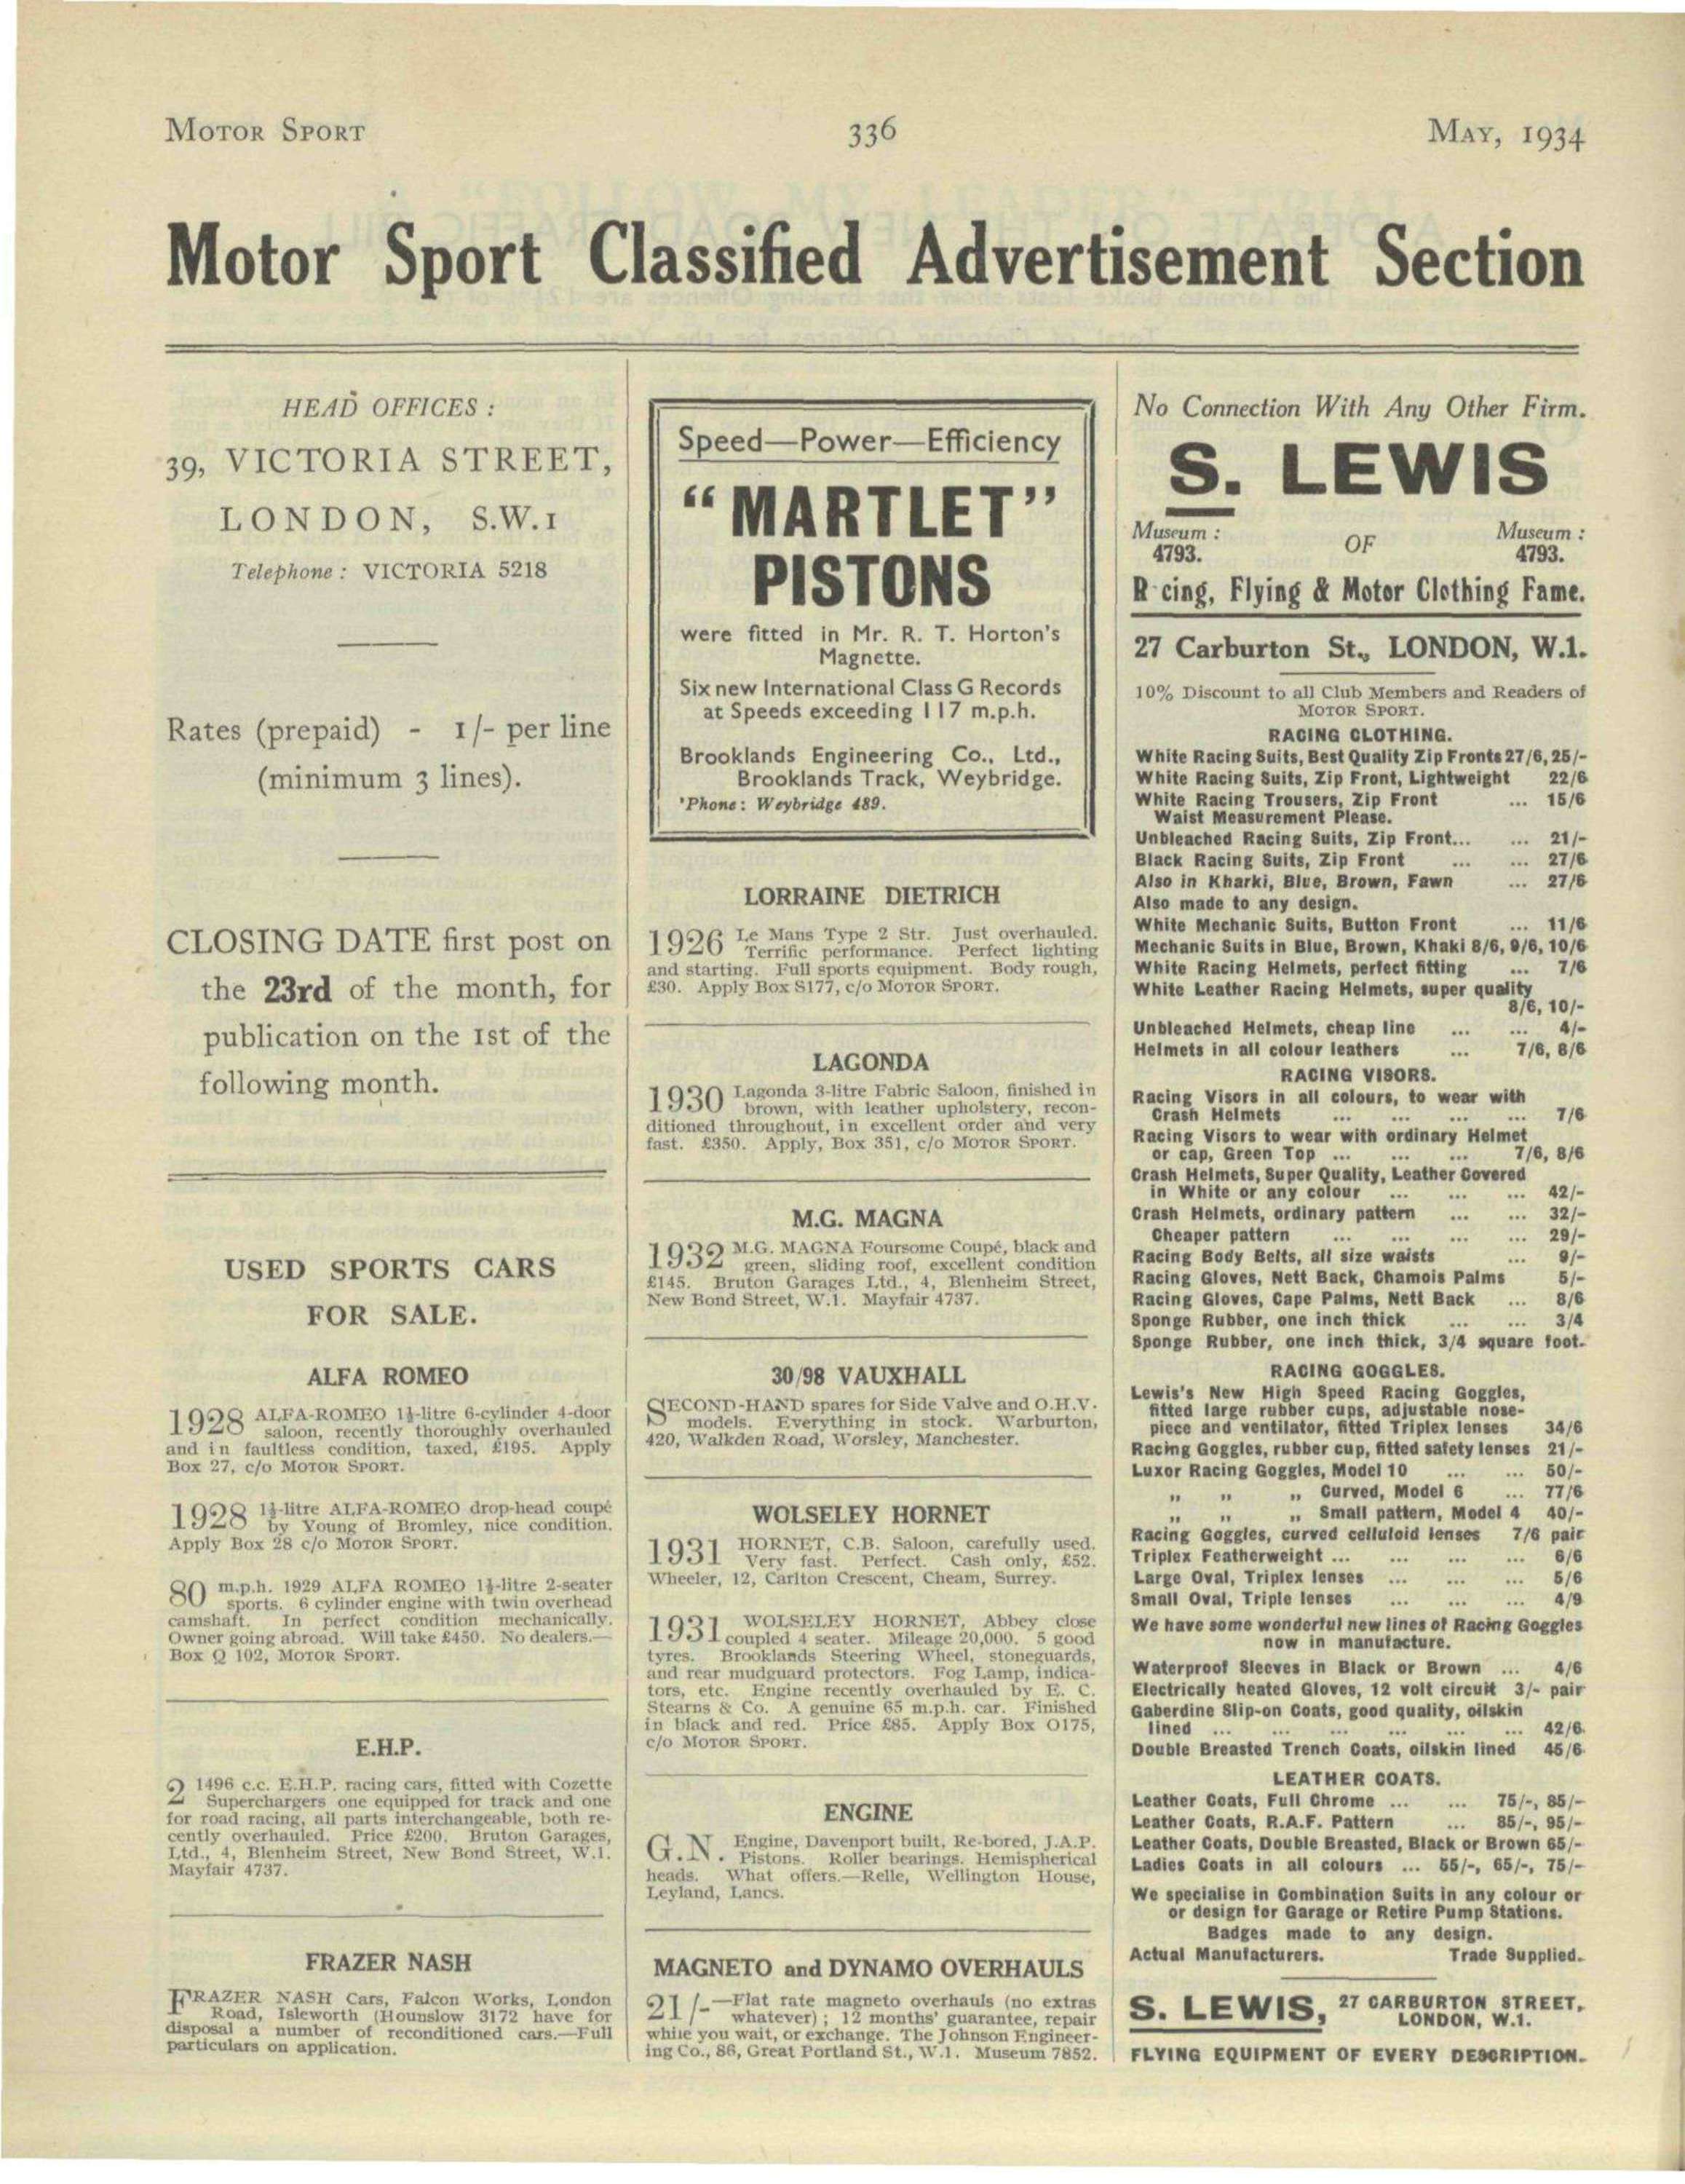 MOTOR SPORT
336
MAY, 1934
Motor Sport Classified Advertisement Section
HEAD OFFICES :
39, VICTORIA STREET,
LONDON, S.W.1
Telephone : VICTORIA 5218
Rates (prepaid) - 1/- per line
(minimum 3 lines).
CLOSING DATE first post on
the 23rd of the month, for
publication on the 1st of the
following month.
USED SPORTS CARS
FOR SALE.
ALFA ROMEO
1928 ALFA-ROMEO 1½-litre 6-cylinder 4-door
saloon, recently thoroughly overhauled
and in faultless condition, taxed, £195. Apply
Box 27, c/o MOTOR SPORT.
1928 1½-litre ALFA-ROMEO drop-head coupé
by Young of Bromley, nice condition.
Apply Box 28 c/o MOTOR SPORT.
80 m.p.h. 1929 ALFA ROMEO 1½-litre 2-seater
sports. 6 cylinder engine with twin overhead
camshaft. In perfect condition mechanically.
Owner going abroad. Will take £450. No dealers.—
Box Q 102, MOTOR SPORT.
E.H.P.
2 1496 c.c. E.H.P. racing cars, fitted with Cozette
Superchargers one equipped for track and one
for road racing, all parts interchangeable, both re-
cently overhauled. Price £200. Bruton Garages,
Ltd., 4, Blenheim Street, New Bond Street, W.1.
Mayfair 4737.
FRAZER NASH
FRAZER NASH Cars, Falcon Works, London
Road, Isleworth (Hounslow 3172 have for
disposal a number of reconditioned cars.—Full
particulars on application.
Speed—Power—Efficiency
"MARTLET"
PISTONS
were fitted in Mr. R. T. Horton's
Magnette.
Six new International Class G Records
at Speeds exceeding 117 m.p.h.
Brooklands Engineering Co., Ltd.,
Brooklands Track, Weybridge.
'Phone: Weybridge 489.
LORRAINE DIETRICH
1926 Le Mans Type 2 Str. Just overhauled.
Terrific performance. Perfect lighting
and starting. Full sports equipment. Body rough,
£30. Apply Box S177, c/o MOTOR SPORT.
LAGONDA
1930 Lagonda 3-litre Fabric Saloon, finished in
brown, with leather upholstery, recon-
ditioned throughout, in excellent order and very
fast. £350. Apply, Box 351, c/o MOTOR SPORT.
M.G. MAGNA
1932 M.G. MAGNA Foursome Coupé, black and
green, sliding roof, excellent condition
£145. Bruton Garages Ltd., 4, Blenheim Street,
New Bond Street, W.1. Mayfair 4737.
30/98 VAUXHALL
SECOND-HAND spares for Side Valve and O.H.V.
models. Everything in stock. Warburton,
420, Walkden Road, Worsley, Manchester.
WOLSELEY HORNET
1931 HORNET, C.B. Saloon, carefully used.
Very fast. Perfect. Cash only, £52.
Wheeler, 12, Carlton Crescent, Cheam, Surrey.
1931 WOLSELEY HORNET, Abbey close
coupled 4 seater. Mileage 20,000. 5 good
tyres. Brooklands Steering Wheel, stoneguards,
and rear mudguard protectors. Fog Lamp, indica-
tors, etc. Engine recently overhauled by E. C.
Stearns & Co. A genuine 65 m.p.h. car. Finished
in black and red. Price £85. Apply Box O175,
c/o MOTOR SPORT.
ENGINE
G.N. Engine, Davenport built, Re-bored, J.A.P.
Pistons. Roller bearings. Hemispherical
heads. What offers.—Relle, Wellington House,
Leyland, Lancs.
MAGNETO and DYNAMO OVERHAULS
21/-—Flat rate magneto overhauls (no extras
whatever) ; 12 months' guarantee, repair
while you wait, or exchange. The Johnson Engineer-
ing Co., 86, Great Portland St., W.1. Museum 7852.
No Connection With Any Other Firm.
S. LEWIS
Museum : Museum :
4793. OF 4793.
R cing, Flying & Motor Clothing Fame.
27 Carburton St., LONDON, W.1.
10% Discount to all Club Members and Readers of
MOTOR SPORT.
RACING CLOTHING.
White Racing Suits, Best Quality Zip Fronts 27/6, 25/-
White Racing Suits, Zip Front, Lightweight 22/6
White Racing Trousers, Zip Front ... 15/6
Waist Measurement Please.
Unbleached Racing Suits, Zip Front... ... 21/-
Black Racing Suits, Zip Front ... ... 27/6
Also in Kharki, Blue, Brown, Fawn ... 27/6
Also made to any design.
White Mechanic Suits, Button Front ... 11/6
Mechanic Suits in Blue, Brown, Khaki 8/6, 9/6, 10/6
White Racing Helmets, perfect fitting ... 7/6
White Leather Racing Helmets, super quality
8/6, 10/-
Unbleached Helmets, cheap line ... ... 4/-
Helmets in all colour leathers ... 7/6, 8/6
RACING VISORS.
Racing Visors in all colours, to wear with
Crash Helmets ... ... ... ... 7/6
Racing Visors to wear with ordinary Helmet
or cap, Green Top ... ... ... 7/6, 8/6
Crash Helmets, Super Quality, Leather Covered
in White or any colour ... ... ... 42/-
Crash Helmets, ordinary pattern ... ... 32/-
Cheaper pattern ... ... ... ... 29/-
Racing Body Belts, all size waists ... 9/-
Racing Gloves, Nett Back, Chamois Palms 5/-
Racing Gloves, Cape Palms, Nett Back ... 8/6
Sponge Rubber, one inch thick ... ... 3/4
Sponge Rubber, one inch thick, 3/4 square foot.
RACING GOGGLES.
Lewis's New High Speed Racing Goggles,
fitted large rubber cups, adjustable nose-
piece and ventilator, fitted Triplex lenses 34/6
Racing Goggles, rubber cup, fitted safety lenses 21/-
Luxor Racing Goggles, Model 10 ... ... 50/-
" " " Curved, Model 6 ... 77/6
" " " Small pattern, Model 4 40/-
Racing Goggles, curved celluloid lenses 7/6 pair
Triplex Featherweight ... ... ... ... 6/6
Large Oval, Triplex lenses ... ... ... 5/6
Small Oval, Triple lenses ... ... ... 4/9
We have some wonderful new lines of Racing Goggles
now in manufacture.
Waterproof Sleeves in Black or Brown ... 4/6
Electrically heated Gloves, 12 volt circuit 3/- pair
Gaberdine Slip-on Coats, good quality, oilskin
lined ... ... ... ... ... ... 42/6.
Double Breasted Trench Coats, oilskin lined 45/6.
LEATHER COATS.
Leather Coats, Full Chrome ... ... 75/-, 85/-
Leather Coats, R.A.F. Pattern ... 85/-, 95/-
Leather Coats, Double Breasted, Black or Brown 65/-
Ladies Coats in all colours ... 55/-, 65/-, 75/-
We specialise in Combination Suits in any colour or
or design for Garage or Retire Pump Stations.
Badges made to any design.
Actual Manufacturers. Trade Supplied.
S. LEWIS, 27 CARBURTON STREET,
LONDON, W.1.
FLYING EQUIPMENT OF EVERY DESCRIPTION.